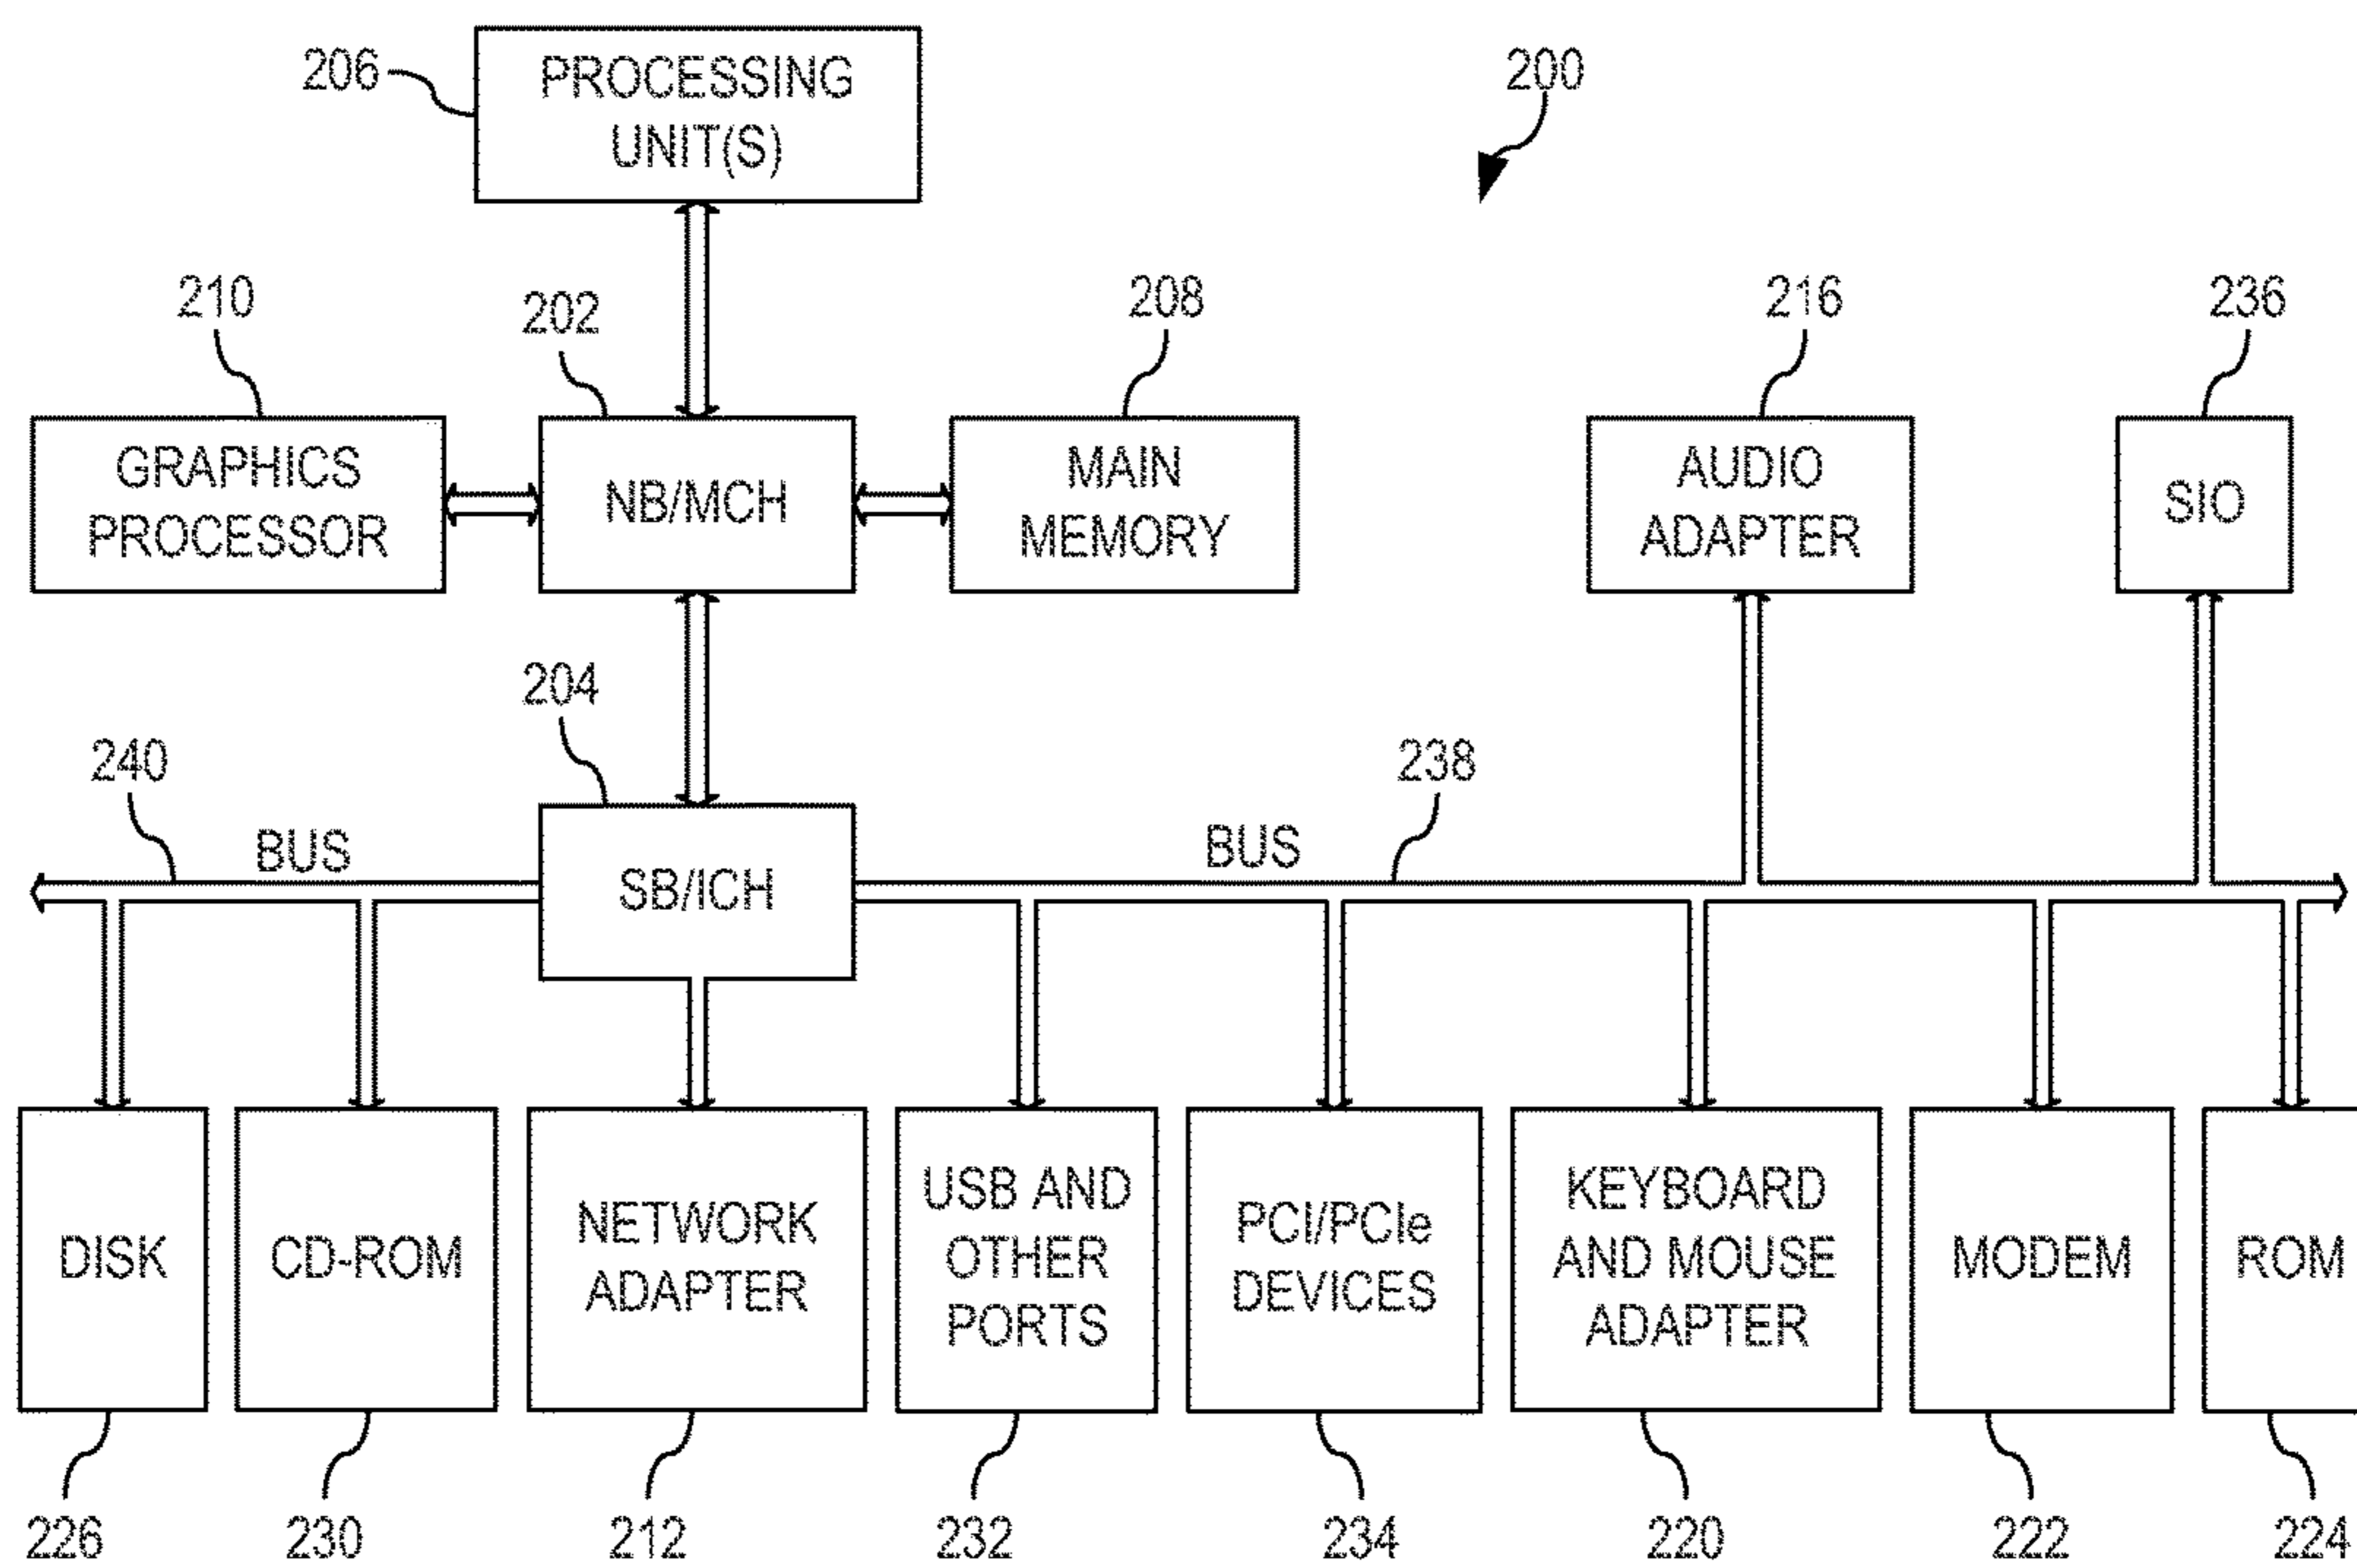 206
PROCESSING
UNIT(S)
200
210
202
208
216
236
GRAPHICS
PROCESSOR
NB/MCH
MAIN
MEMORY
AUDIO
ADAPTER
SIO
204
240
238
BUS
BUS
SB/ICH
DISK
CD-ROM
NETWORK
ADAPTER
USB AND
OTHER
PORTS
PCI/PCIe
DEVICES
KEYBOARD
AND MOUSE
ADAPTER
MODEM
ROM
226
230
212
232
234
220
222
224